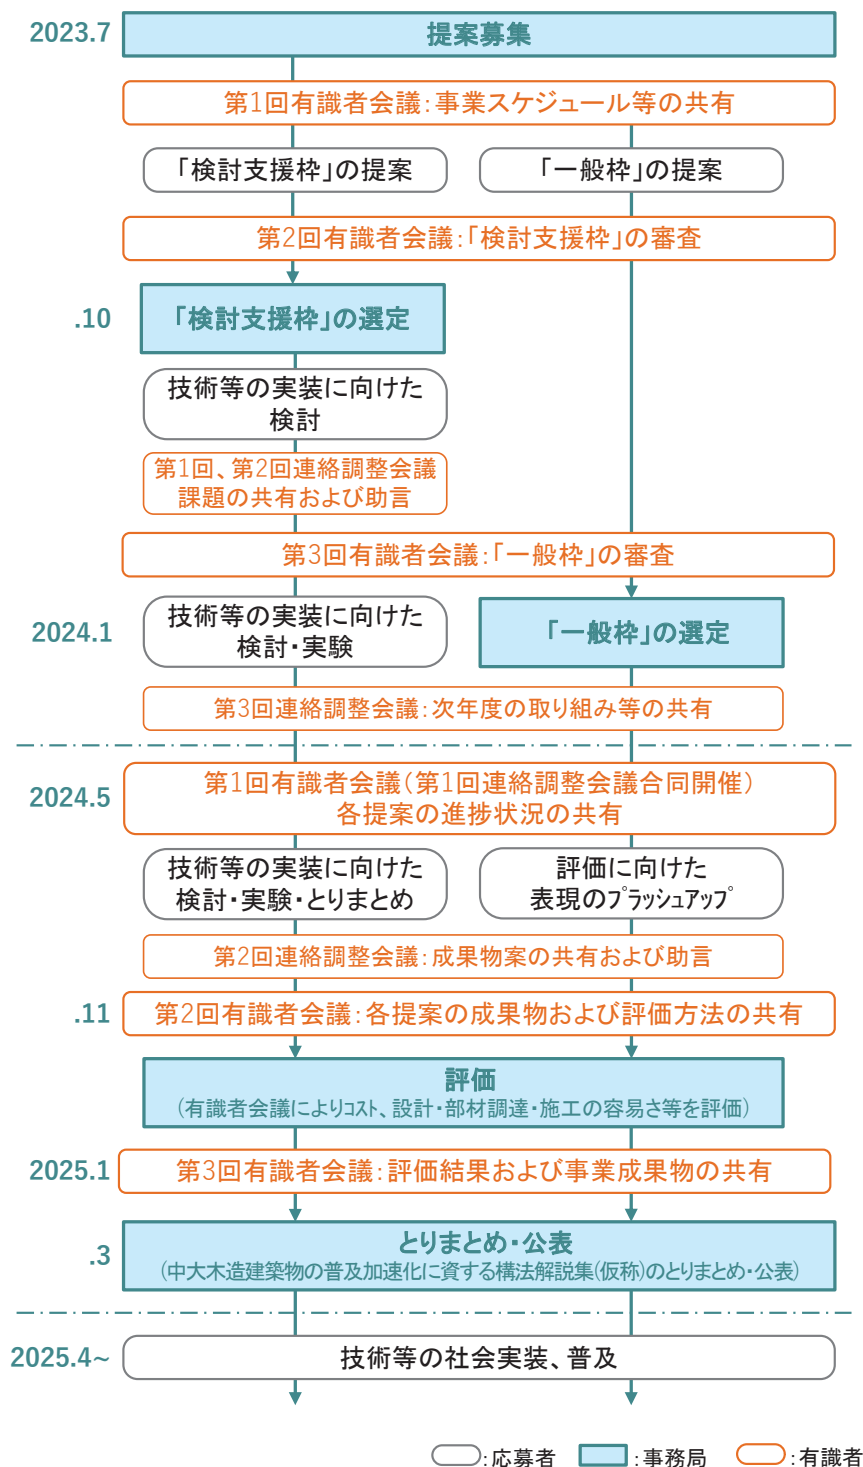 2023.7
提案募集
第1回有識者会議：事業スケジュール等の共有
「検討支援枠」の提案
「一般枠」の提案
第2回有識者会議：「検討支援枠」の審査
.10
「検討支援枠」の選定
技術等の実装に向けた
検討
第1回、第2回連絡調整会議
課題の共有および助言
第3回有識者会議：「一般枠」の審査
2024.1
技術等の実装に向けた
検討・実験
「一般枠」の選定
第3回連絡調整会議：次年度の取り組み等の共有
2024.5
第1回有識者会議（第1回連絡調整会議合同開催）
各提案の進捗状況の共有
技術等の実装に向けた
検討・実験・とりまとめ
評価に向けた
表現のﾌﾞﾗｯｼｭｱｯﾌﾟ
第2回連絡調整会議：成果物案の共有および助言
.11
第2回有識者会議：各提案の成果物および評価方法の共有
評価
（有識者会議によりｺｽﾄ、設計・部材調達・施工の容易さ等を評価）
2025.1
第3回有識者会議：評価結果および事業成果物の共有
.3
とりまとめ・公表
（中大木造建築物の普及加速化に資する構法解説集(仮称)のとりまとめ・公表）
2025.4~
技術等の社会実装、普及
：応募者
：事務局
：有識者